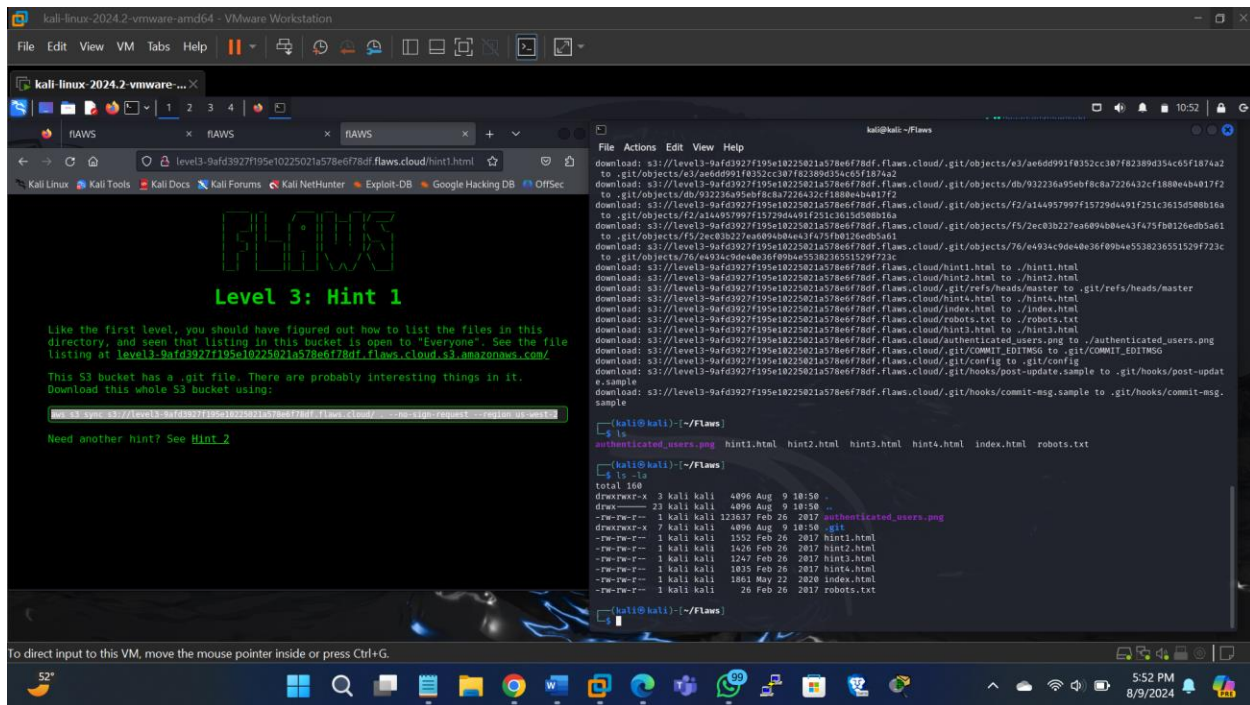 kali-linux-2024.2-vmware-amd64 - VMware Workstation
File Edit View VM Tabs Help
kali-linux-2024.2-vmware-...
1 2 3 4
10:52
flAWS flAWS flAWS
level3-9afd3927f195e10225021a578e6f78df.flaws.cloud/hint1.html
Kali Linux Kali Tools Kali Docs Kali Forums Kali NetHunter Exploit-DB Google Hacking DB OffSec
FLAWS
Level 3: Hint 1
Like the first level, you should have figured out how to list the files in this
directory, and seen that listing in this bucket is open to "Everyone". See the file
listing at level3-9afd3927f195e10225021a578e6f78df.flaws.cloud.s3.amazonaws.com/
This S3 bucket has a .git file. There are probably interesting things in it.
Download this whole S3 bucket using:
aws s3 sync s3://level3-9afd3927f195e10225021a578e6f78df.flaws.cloud/ . --no-sign-request --region us-west-2
Need another hint? See Hint 2
kali@kali: ~/Flaws
File Actions Edit View Help
download: s3://level3-9afd3927f195e10225021a578e6f78df.flaws.cloud/.git/objects/e3/ae6dd991f0352cc307f82389d354c65f1874a2
to .git/objects/e3/ae6dd991f0352cc307f82389d354c65f1874a2
download: s3://level3-9afd3927f195e10225021a578e6f78df.flaws.cloud/.git/objects/db/932236a95ebf8c8a7226432cf1880e4b4017f2
to .git/objects/db/932236a95ebf8c8a7226432cf1880e4b4017f2
download: s3://level3-9afd3927f195e10225021a578e6f78df.flaws.cloud/.git/objects/f2/a144957997f15729d4491f251c3615d508b16a
to .git/objects/f2/a144957997f15729d4491f251c3615d508b16a
download: s3://level3-9afd3927f195e10225021a578e6f78df.flaws.cloud/.git/objects/f5/2ec03b227ea6094b04e43f475fb0126edb5a61
to .git/objects/f5/2ec03b227ea6094b04e43f475fb0126edb5a61
download: s3://level3-9afd3927f195e10225021a578e6f78df.flaws.cloud/.git/objects/76/e4934c9de40e36f09b4e5538236551529f723c
to .git/objects/76/e4934c9de40e36f09b4e5538236551529f723c
download: s3://level3-9afd3927f195e10225021a578e6f78df.flaws.cloud/hint1.html to ./hint1.html
download: s3://level3-9afd3927f195e10225021a578e6f78df.flaws.cloud/hint2.html to ./hint2.html
download: s3://level3-9afd3927f195e10225021a578e6f78df.flaws.cloud/.git/refs/heads/master to .git/refs/heads/master
download: s3://level3-9afd3927f195e10225021a578e6f78df.flaws.cloud/hint4.html to ./hint4.html
download: s3://level3-9afd3927f195e10225021a578e6f78df.flaws.cloud/index.html to ./index.html
download: s3://level3-9afd3927f195e10225021a578e6f78df.flaws.cloud/robots.txt to ./robots.txt
download: s3://level3-9afd3927f195e10225021a578e6f78df.flaws.cloud/hint3.html to ./hint3.html
download: s3://level3-9afd3927f195e10225021a578e6f78df.flaws.cloud/authenticated_users.png to ./authenticated_users.png
download: s3://level3-9afd3927f195e10225021a578e6f78df.flaws.cloud/.git/COMMIT_EDITMSG to .git/COMMIT_EDITMSG
download: s3://level3-9afd3927f195e10225021a578e6f78df.flaws.cloud/.git/config to .git/config
download: s3://level3-9afd3927f195e10225021a578e6f78df.flaws.cloud/.git/hooks/post-update.sample to .git/hooks/post-updat
e.sample
download: s3://level3-9afd3927f195e10225021a578e6f78df.flaws.cloud/.git/hooks/commit-msg.sample to .git/hooks/commit-msg.
sample
(kali㉿kali)-[~/Flaws]
$ ls
authenticated_users.png hint1.html hint2.html hint3.html hint4.html index.html robots.txt
(kali㉿kali)-[~/Flaws]
$ ls -la
total 160
drwxrwxr-x 3 kali kali 4096 Aug 9 10:50 .
drwx------ 23 kali kali 4096 Aug 9 10:50 ..
-rw-rw-r-- 1 kali kali 123637 Feb 26 2017 authenticated_users.png
drwxrwxr-x 7 kali kali 4096 Aug 9 10:50 .git
-rw-rw-r-- 1 kali kali 1552 Feb 26 2017 hint1.html
-rw-rw-r-- 1 kali kali 1426 Feb 26 2017 hint2.html
-rw-rw-r-- 1 kali kali 1247 Feb 26 2017 hint3.html
-rw-rw-r-- 1 kali kali 1035 Feb 26 2017 hint4.html
-rw-rw-r-- 1 kali kali 1861 May 22 2020 index.html
-rw-rw-r-- 1 kali kali 26 Feb 26 2017 robots.txt
(kali㉿kali)-[~/Flaws]
$
To direct input to this VM, move the mouse pointer inside or press Ctrl+G.
52°
99
5:52 PM
8/9/2024
PRE